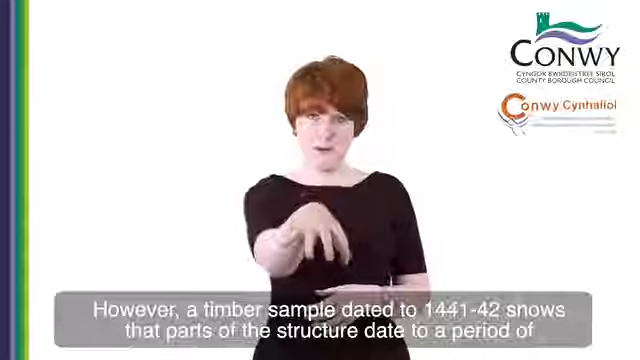 CONWY
CYNGOR BWRDEISTREF SIROL
COUNTY BOROUGH COUNCIL
Conwy Cynhaliol
However, a timber sample dated to 1441-42 snows
that parts of the structure date to a period of